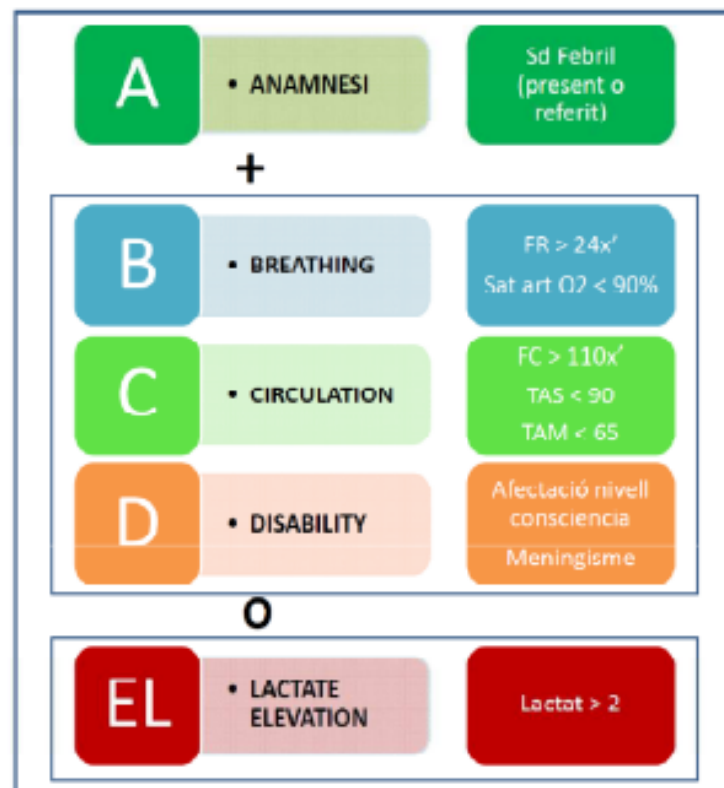 A
• ANAMNESI
Sd Febril
(present o
referit)
+
B
• BREATHING
FR > 24x'
Sat art O2 < 90%
C
• CIRCULATION
FC > 110x'
TAS < 90
TAM < 65
D
• DISABILITY
Afectació nivell
consciencia
Meningisme
O
EL
• LACTATE
ELEVATION
Lactat > 2